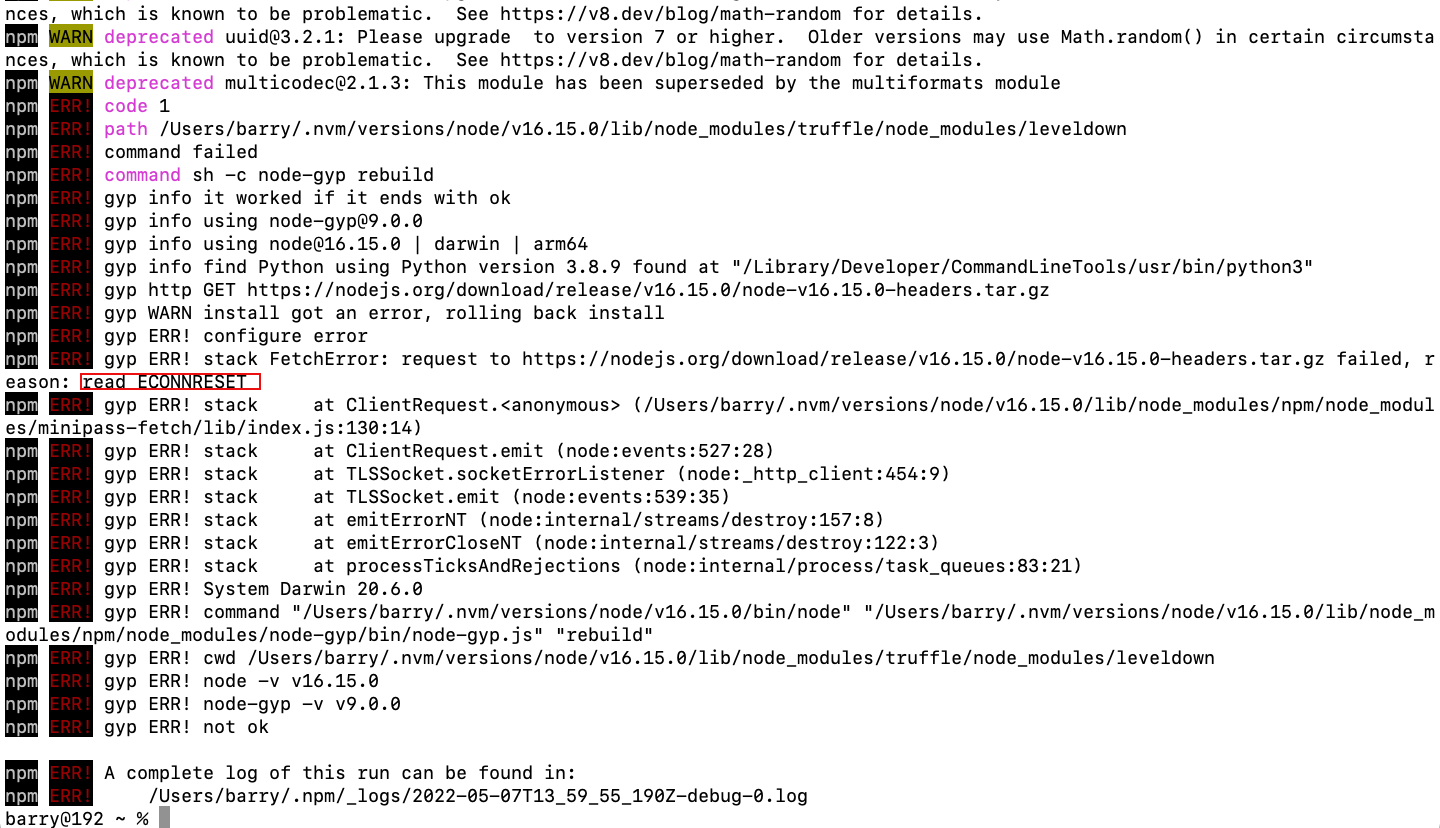 nces, which is known to be problematic.  See https://v8.dev/blog/math-random for details.
npm WARN deprecated uuid@3.2.1: Please upgrade  to version 7 or higher.  Older versions may use Math.random() in certain circumsta
nces, which is known to be problematic.  See https://v8.dev/blog/math-random for details.
npm WARN deprecated multicodec@2.1.3: This module has been superseded by the multiformats module
npm ERR! code 1
npm ERR! path /Users/barry/.nvm/versions/node/v16.15.0/lib/node_modules/truffle/node_modules/leveldown
npm ERR! command failed
npm ERR! command sh -c node-gyp rebuild
npm ERR! gyp info it worked if it ends with ok
npm ERR! gyp info using node-gyp@9.0.0
npm ERR! gyp info using node@16.15.0 | darwin | arm64
npm ERR! gyp info find Python using Python version 3.8.9 found at "/Library/Developer/CommandLineTools/usr/bin/python3"
npm ERR! gyp http GET https://nodejs.org/download/release/v16.15.0/node-v16.15.0-headers.tar.gz
npm ERR! gyp WARN install got an error, rolling back install
npm ERR! gyp ERR! configure error
npm ERR! gyp ERR! stack FetchError: request to https://nodejs.org/download/release/v16.15.0/node-v16.15.0-headers.tar.gz failed, r
eason: read ECONNRESET
npm ERR! gyp ERR! stack     at ClientRequest.<anonymous> (/Users/barry/.nvm/versions/node/v16.15.0/lib/node_modules/npm/node_modul
es/minipass-fetch/lib/index.js:130:14)
npm ERR! gyp ERR! stack     at ClientRequest.emit (node:events:527:28)
npm ERR! gyp ERR! stack     at TLSSocket.socketErrorListener (node:_http_client:454:9)
npm ERR! gyp ERR! stack     at TLSSocket.emit (node:events:539:35)
npm ERR! gyp ERR! stack     at emitErrorNT (node:internal/streams/destroy:157:8)
npm ERR! gyp ERR! stack     at emitErrorCloseNT (node:internal/streams/destroy:122:3)
npm ERR! gyp ERR! stack     at processTicksAndRejections (node:internal/process/task_queues:83:21)
npm ERR! gyp ERR! System Darwin 20.6.0
npm ERR! gyp ERR! command "/Users/barry/.nvm/versions/node/v16.15.0/bin/node" "/Users/barry/.nvm/versions/node/v16.15.0/lib/node_m
odules/npm/node_modules/node-gyp/bin/node-gyp.js" "rebuild"
npm ERR! gyp ERR! cwd /Users/barry/.nvm/versions/node/v16.15.0/lib/node_modules/truffle/node_modules/leveldown
npm ERR! gyp ERR! node -v v16.15.0
npm ERR! gyp ERR! node-gyp -v v9.0.0
npm ERR! gyp ERR! not ok
npm ERR! A complete log of this run can be found in:
npm ERR!     /Users/barry/.npm/_logs/2022-05-07T13_59_55_190Z-debug-0.log
barry@192 ~ %